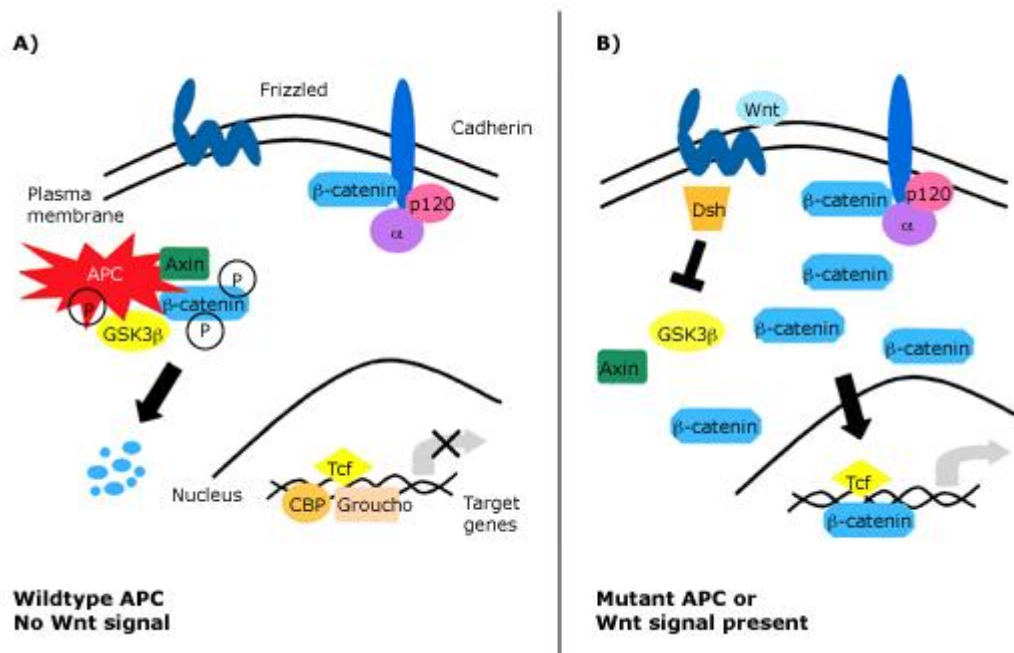 A)
Frizzled
Cadherin
β-catenin
p120
α
Plasma
membrane
APC
Axin
P
β-catenin
P
GSK3β
P
Nucleus
Tcf
CBP
Groucho
Target
genes
Wildtype APC
No Wnt signal
B)
Wnt
Dsh
β-catenin
p120
α
β-catenin
GSK3β
β-catenin
β-catenin
Axin
β-catenin
Tcf
β-catenin
Mutant APC or
Wnt signal present